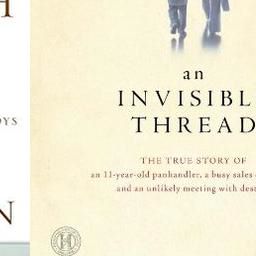 H
OYS
N
an
INVISIBL
THREAD
THE TRUE STORY OF
an 11-year-old panhandler, a busy sales
and an unlikely meeting with dest